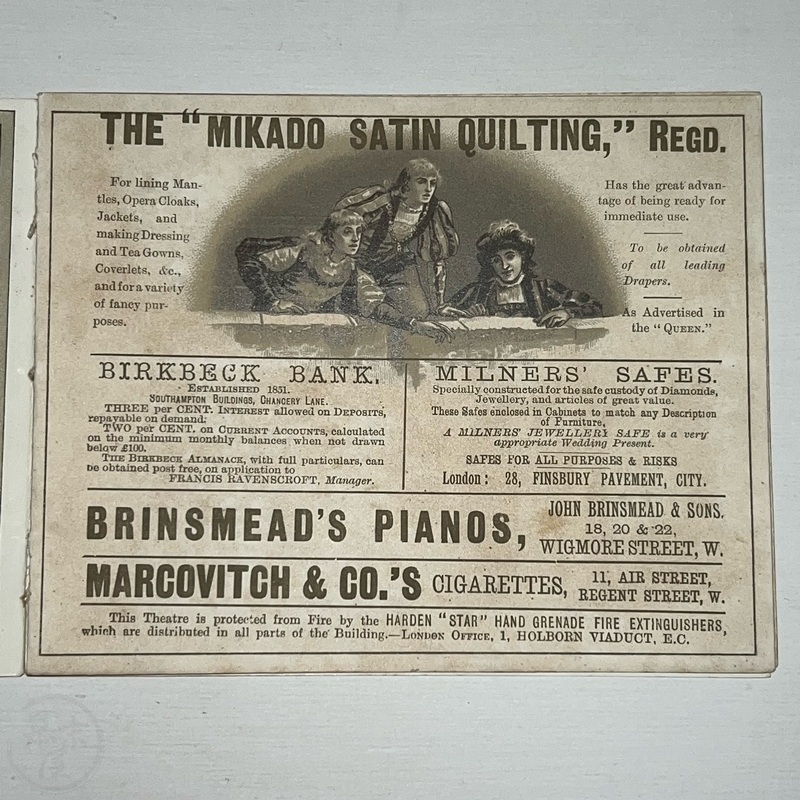 THE "MIKADO SATIN QUILTING," REGD.
For lining Man-
tles, Opera Cloaks,
Jackets, and
making Dressing
and Tea Gowns,
Coverlets, &c.,
and for a variety
of fancy pur-
poses.
Has the great advan-
tage of being ready for
immediate use.
To be obtained
of all leading
Drapers.
As Advertised in
the "QUEEN."
BIRKBECK BANK.
ESTABLISHED 1851.
SOUTHAMPTON BUILDINGS, CHANCERY LANE.
THREE per CENT. INTEREST allowed on DEPOSITS,
repayable on demand.
TWO per CENT. on CURRENT ACCOUNTS, calculated
on the minimum monthly balances when not drawn
below £100.
THE BIRKBECK ALMANACK, with full particulars, can
be obtained post free, on application to
FRANCIS RAVENSCROFT, Manager.
MILNERS' SAFES.
Specially constructed for the safe custody of Diamonds,
Jewellery, and articles of great value.
These Safes enclosed in Cabinets to match any Description
of Furniture,
A MILNERS' JEWELLERY SAFE is a very
appropriate Wedding Present.
SAFES FOR ALL PURPOSES & RISKS
London: 28, FINSBURY PAVEMENT, CITY.
BRINSMEAD'S PIANOS,
JOHN BRINSMEAD & SONS,
18, 20 & 22,
WIGMORE STREET, W.
MARCOVITCH & CO.'S CIGARETTES,
11, AIR STREET,
REGENT STREET, W.
This Theatre is protected from Fire by the HARDEN "STAR" HAND GRENADE FIRE EXTINGUISHERS,
which are distributed in all parts of the Building.—LONDON OFFICE, 1, HOLBORN VIADUCT, E.C.